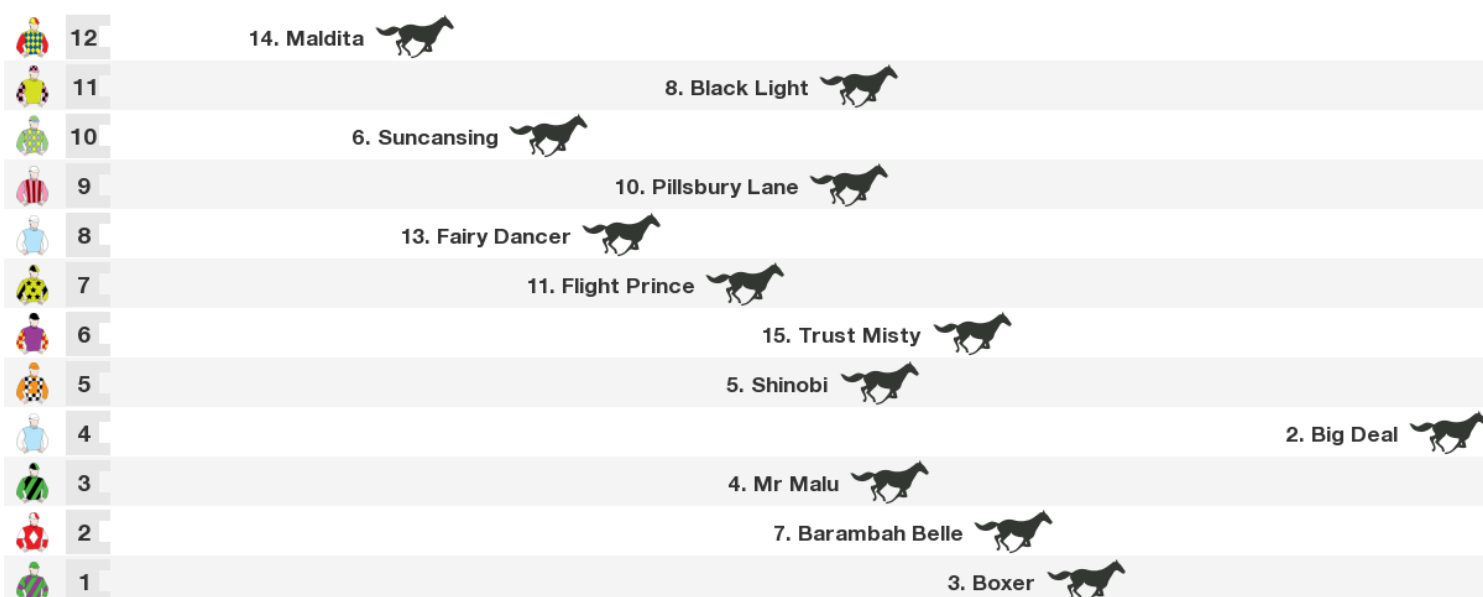 12 14. Maldita
11 8. Black Light
10 6. Suncansing
9 10. Pillsbury Lane
8 13. Fairy Dancer
7 11. Flight Prince
6 15. Trust Misty
5 5. Shinobi
4 2. Big Deal
3 4. Mr Malu
2 7. Barambah Belle
1 3. Boxer